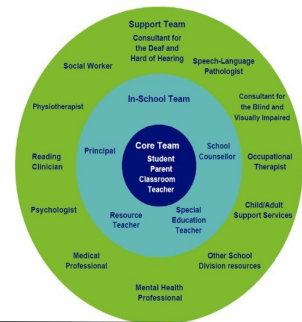 Support Team
Consultant for
the Deaf and
Hard of Hearing
Social Worker
Speech-Language
Pathologist
Physiotherapist
In-School Team
Consultant for
the Blind and
Visually Impaired
Reading
Clinician
Principal
Core Team
Student
Parent
Classroom
Teacher
School
Counsellor
Occupational
Therapist
Psychologist
Resource
Teacher
Special
Education
Teacher
Child/Adult
Support Services
Medical
Professional
Other School
Division resources
Mental Health
Professional